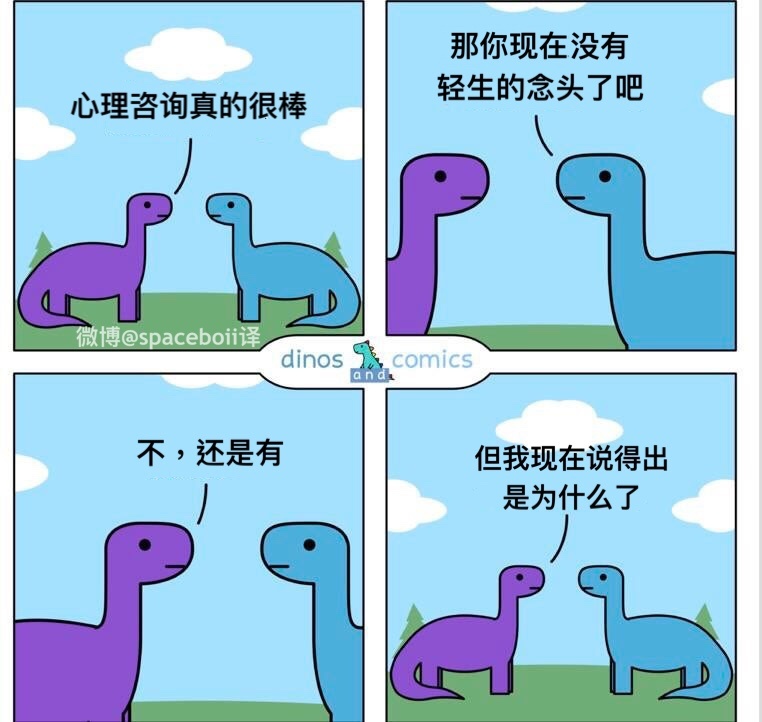 心理咨询真的很棒
那你现在没有
轻生的念头了吧
微博@spaceboii译
dinos and comics
不，还是有
但我现在说得出
是为什么了